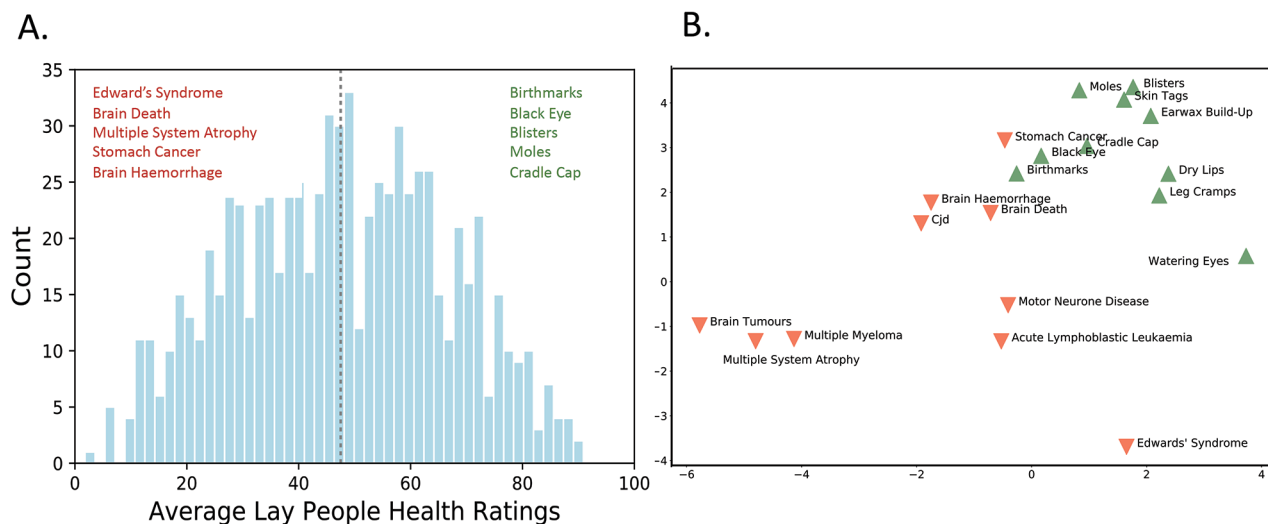 A.
35
30
25
20
15
10
5
0
Count
Edward's Syndrome
Brain Death
Multiple System Atrophy
Stomach Cancer
Brain Haemorrhage
Birthmarks
Black Eye
Blisters
Moles
Cradle Cap
0 20 40 60 80 100
Average Lay People Health Ratings
B.
4
3
2
1
0
−1
−2
−3
−4
Moles
Blisters
Skin Tags
Earwax Build-Up
Stomach Cancer
Cradle Cap
Black Eye
Birthmarks
Dry Lips
Leg Cramps
Brain Haemorrhage
Brain Death
Cjd
Watering Eyes
Motor Neurone Disease
Brain Tumours
Multiple Myeloma
Acute Lymphoblastic Leukaemia
Multiple System Atrophy
Edwards' Syndrome
−6 −4 −2 0 2 4